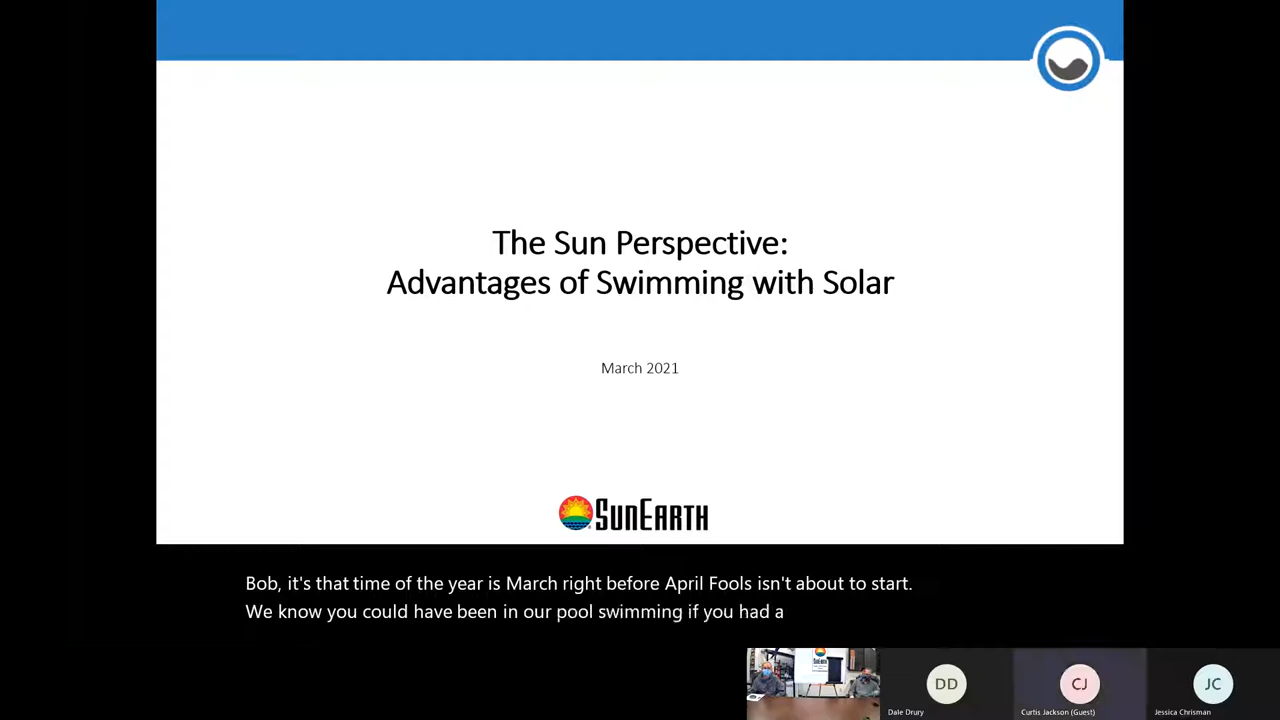 The Sun Perspective:
Advantages of Swimming with Solar
March 2021
SUNEARTH
Bob, it's that time of the year is March right before April Fools isn't about to start.
We know you could have been in our pool swimming if you had a
SUNEARTH
DD
CJ
JC
Dale Drury
Curtis Jackson (Guest)
Jessica Chrisman